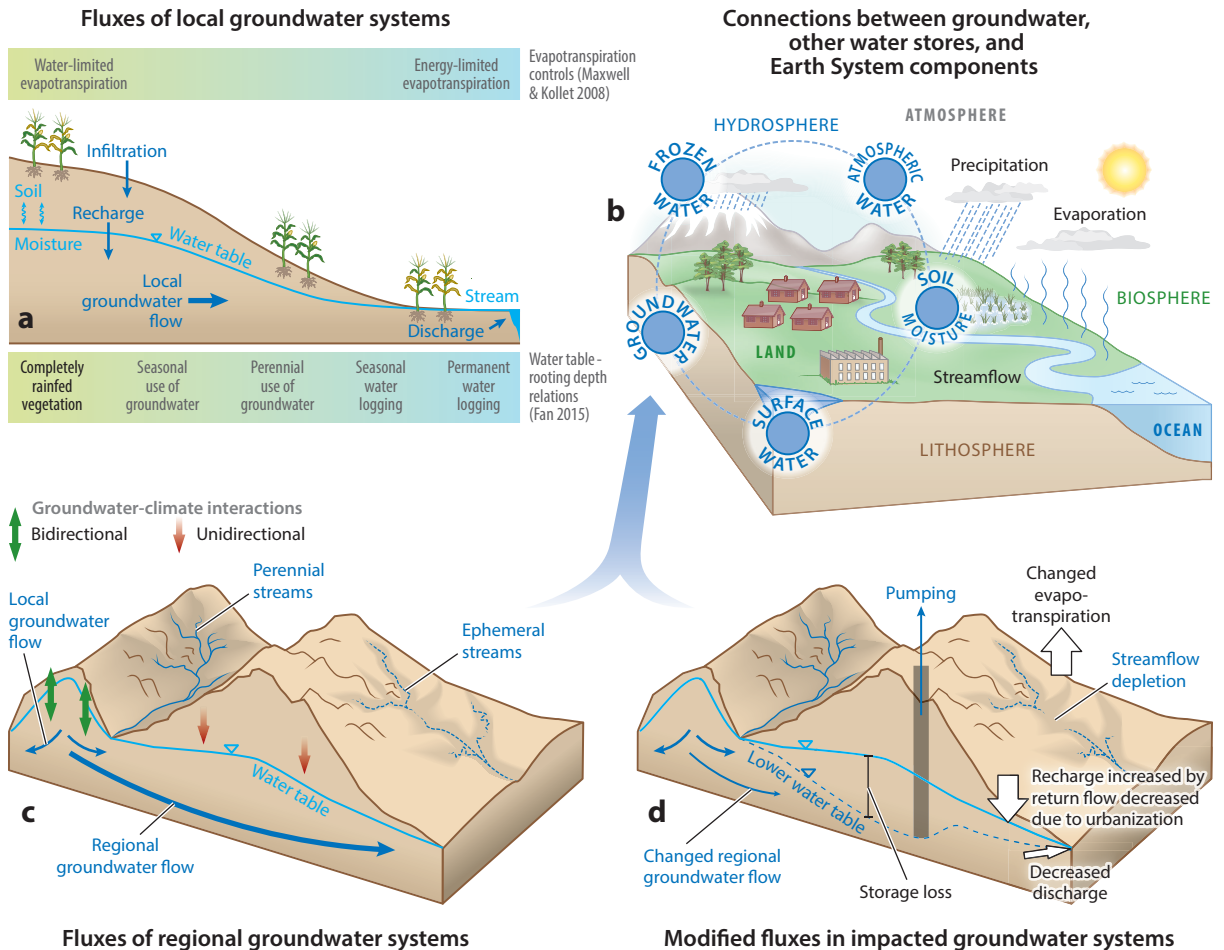 Fluxes of local groundwater systems
Water-limited
evapotranspiration
Energy-limited
evapotranspiration
Evapotranspiration
controls (Maxwell
& Kollet 2008)
Infiltration
Soil
Recharge
Moisture
Water table
Local
groundwater
flow
Stream
Discharge
a
Completely
rainfed
vegetation
Seasonal
use of
groundwater
Perennial
use of
groundwater
Seasonal
water
logging
Permanent
water
logging
Water table -
rooting depth
relations
(Fan 2015)
Connections between groundwater,
other water stores, and
Earth System components
HYDROSPHERE
ATMOSPHERE
FROZEN
WATER
ATMOSPHERIC
WATER
Precipitation
Evaporation
b
SOIL
MOISTURE
BIOSPHERE
GROUNDWATER
LAND
Streamflow
SURFACE
WATER
OCEAN
LITHOSPHERE
Groundwater-climate interactions
Bidirectional
Unidirectional
Perennial
streams
Local
groundwater
flow
Ephemeral
streams
Water table
c
Regional
groundwater flow
Fluxes of regional groundwater systems
Pumping
Changed
evapo-
transpiration
Streamflow
depletion
Lower water table
Recharge increased by
return flow decreased
due to urbanization
d
Changed regional
groundwater flow
Storage loss
Decreased
discharge
Modified fluxes in impacted groundwater systems